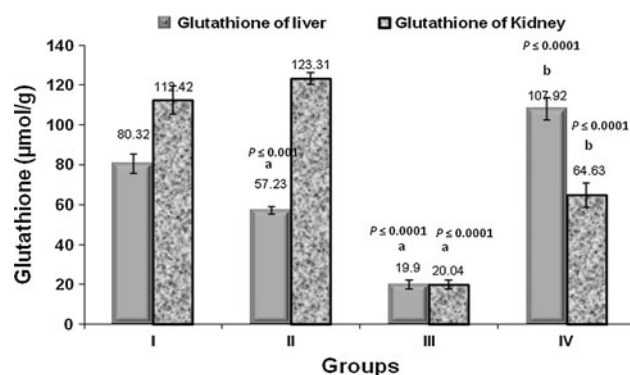 Glutathione of liver Glutathione of Kidney
Glutathione (µmol/g)
140
120
100
80
60
40
20
0
80.32
112.42
P ≤ 0.001
a
57.23
123.31
P ≤ 0.0001
a
19.9
P ≤ 0.0001
a
20.04
P ≤ 0.0001
b
107.92
P ≤ 0.0001
b
64.63
I II III IV
Groups